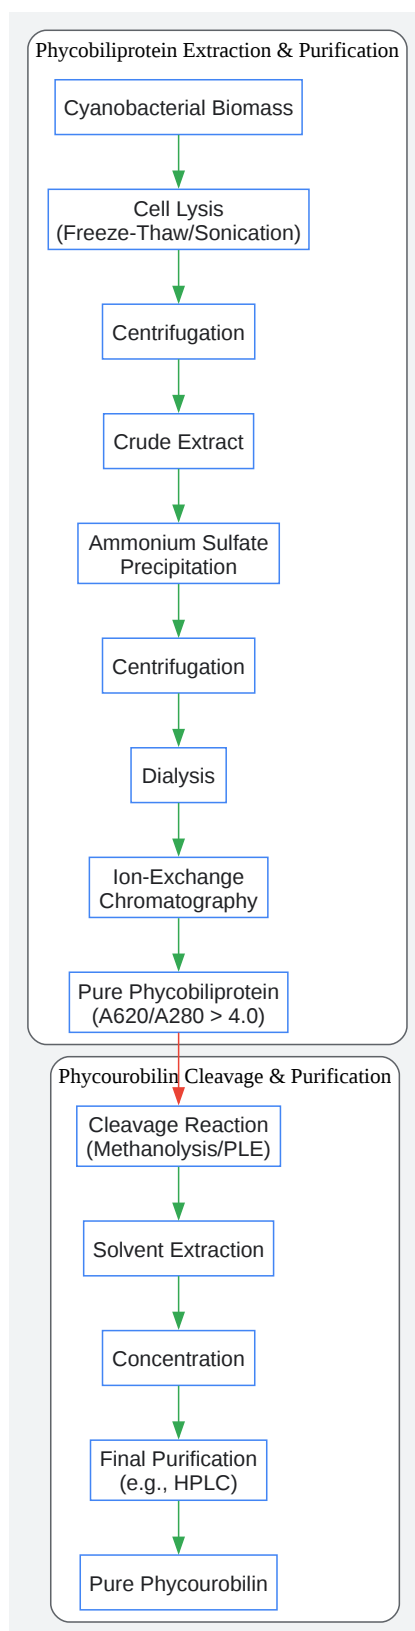 Phycobiliprotein Extraction & Purification
Cyanobacterial Biomass
Cell Lysis
(Freeze-Thaw/Sonication)
Centrifugation
Crude Extract
Ammonium Sulfate
Precipitation
Centrifugation
Dialysis
Ion-Exchange
Chromatography
Pure Phycobiliprotein
(A620/A280 > 4.0)
Phycourobilin Cleavage & Purification
Cleavage Reaction
(Methanolysis/PLE)
Solvent Extraction
Concentration
Final Purification
(e.g., HPLC)
Pure Phycourobilin